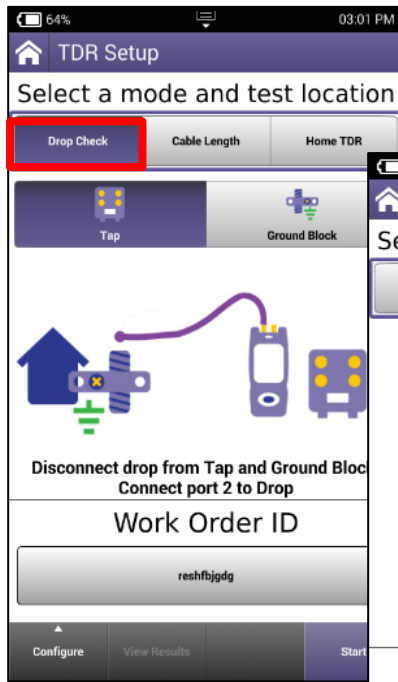 64%
03:01 PM
TDR Setup
Select a mode and test location
Drop Check
Cable Length
Home TDR
Tap
Ground Block
Disconnect drop from Tap and Ground
Connect port 2 to Drop
Work Order ID
reshfbjgdg
Configure
View Results
Start